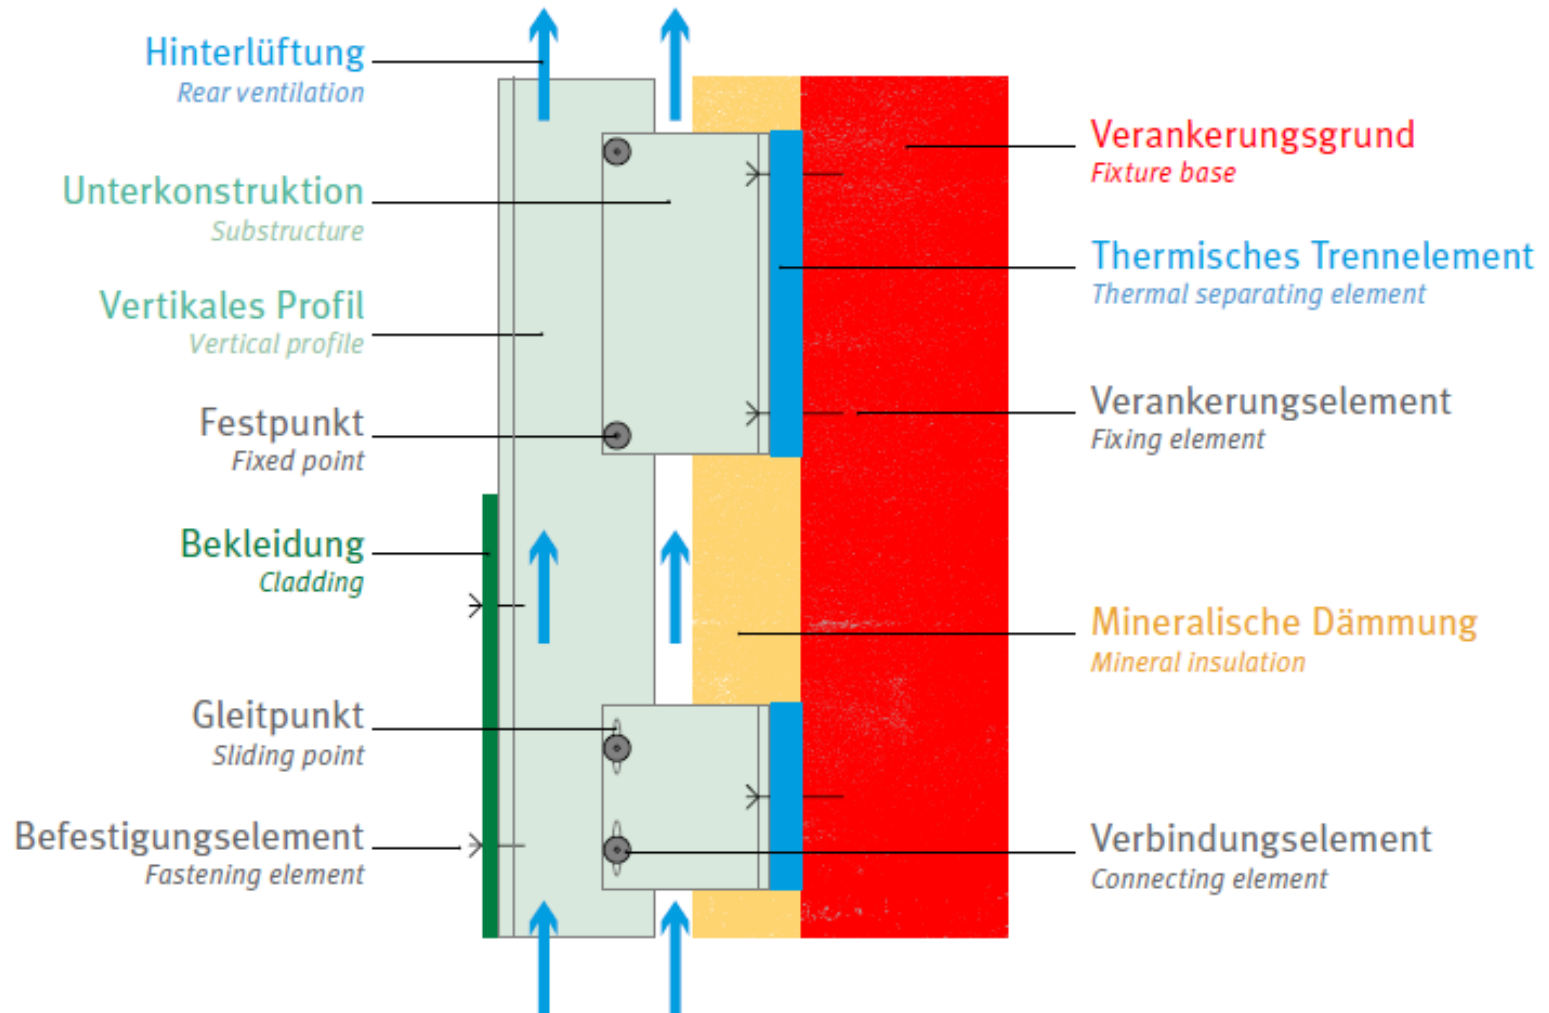 Hinterlüftung
Rear ventilation
Unterkonstruktion
Substructure
Vertikales Profil
Vertical profile
Festpunkt
Fixed point
Bekleidung
Cladding
Gleitpunkt
Sliding point
Befestigungselement
Fastening element
Verankerungsgrund
Fixture base
Thermisches Trennelement
Thermal separating element
Verankerungselement
Fixing element
Mineralische Dämmung
Mineral insulation
Verbindungselement
Connecting element